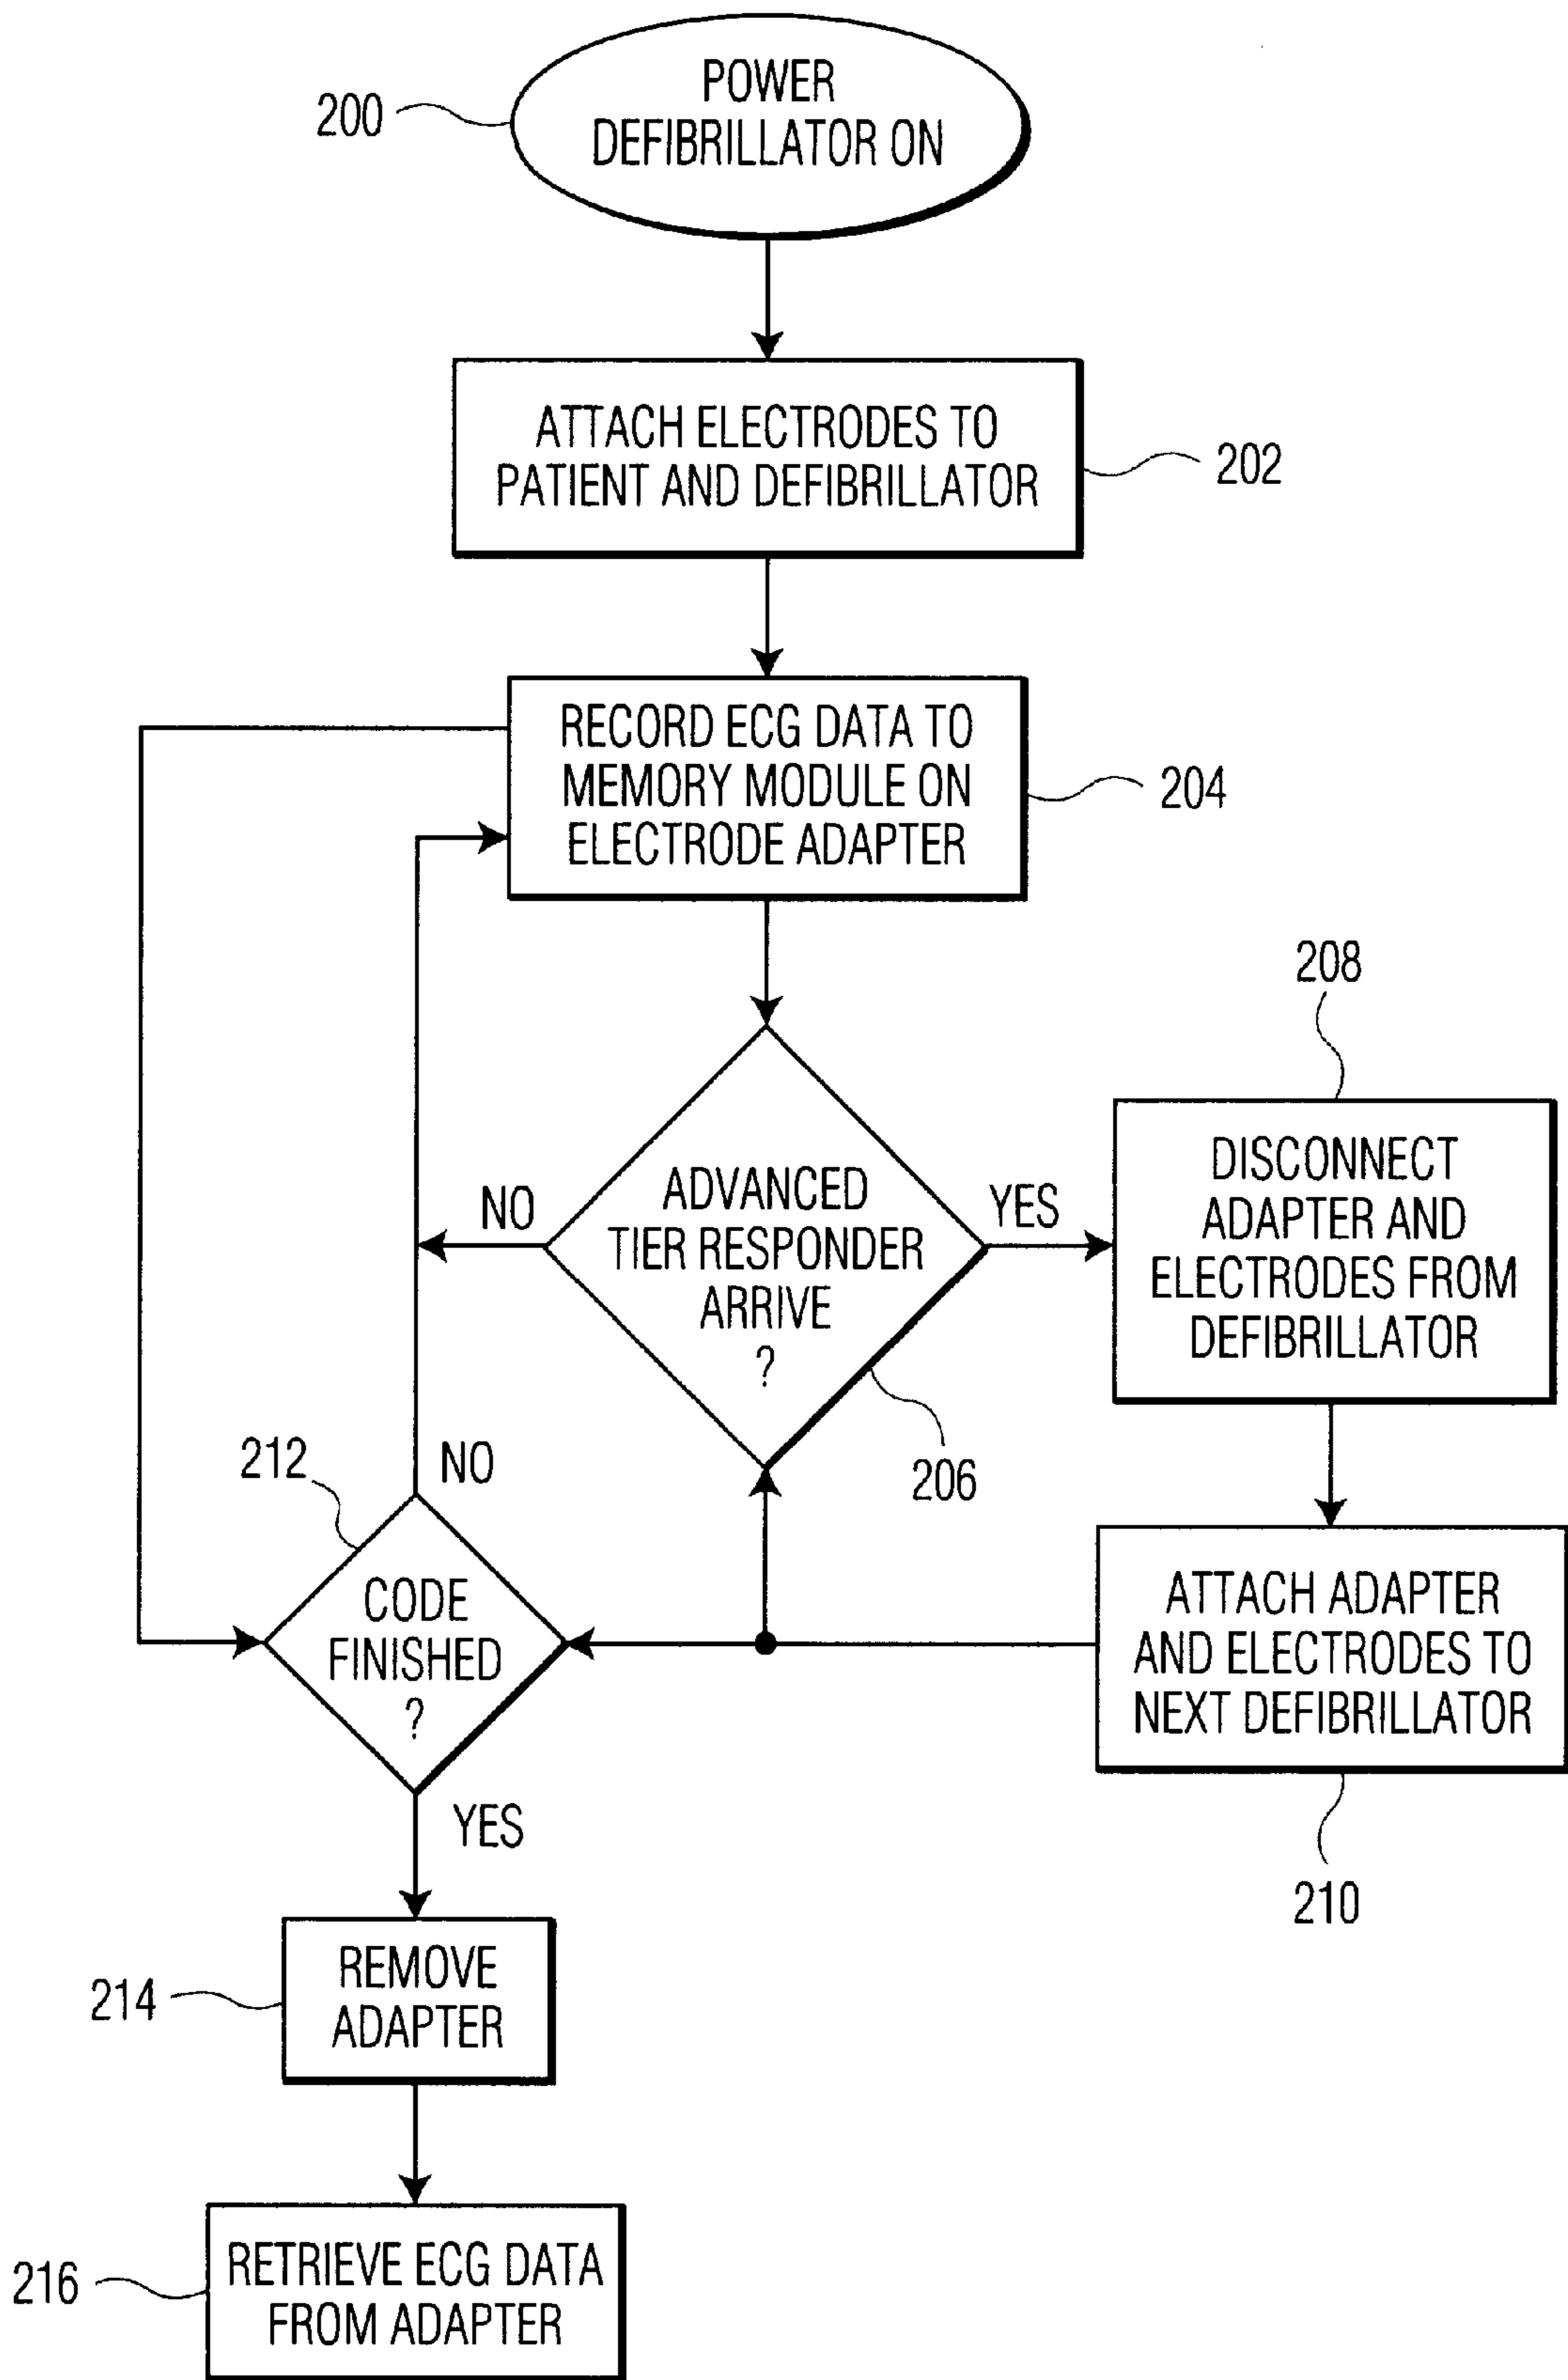 POWER
DEFIBRILLATOR ON
200
ATTACH ELECTRODES TO
PATIENT AND DEFIBRILLATOR
202
RECORD ECG DATA TO
MEMORY MODULE ON
ELECTRODE ADAPTER
204
ADVANCED
TIER RESPONDER
ARRIVE
?
NO
YES
206
208
DISCONNECT
ADAPTER AND
ELECTRODES FROM
DEFIBRILLATOR
ATTACH ADAPTER
AND ELECTRODES TO
NEXT DEFIBRILLATOR
210
212
NO
CODE
FINISHED
?
YES
214
REMOVE
ADAPTER
216
RETRIEVE ECG DATA
FROM ADAPTER